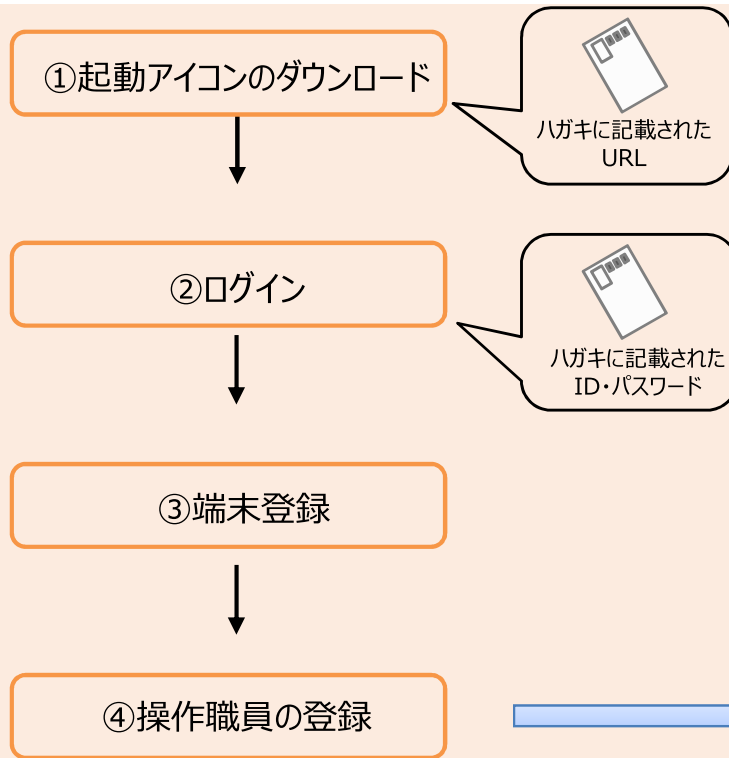 ①起動アイコンのダウンロード
ハガキに記載された
URL
②ログイン
ハガキに記載された
ID・パスワード
③端末登録
④操作職員の登録